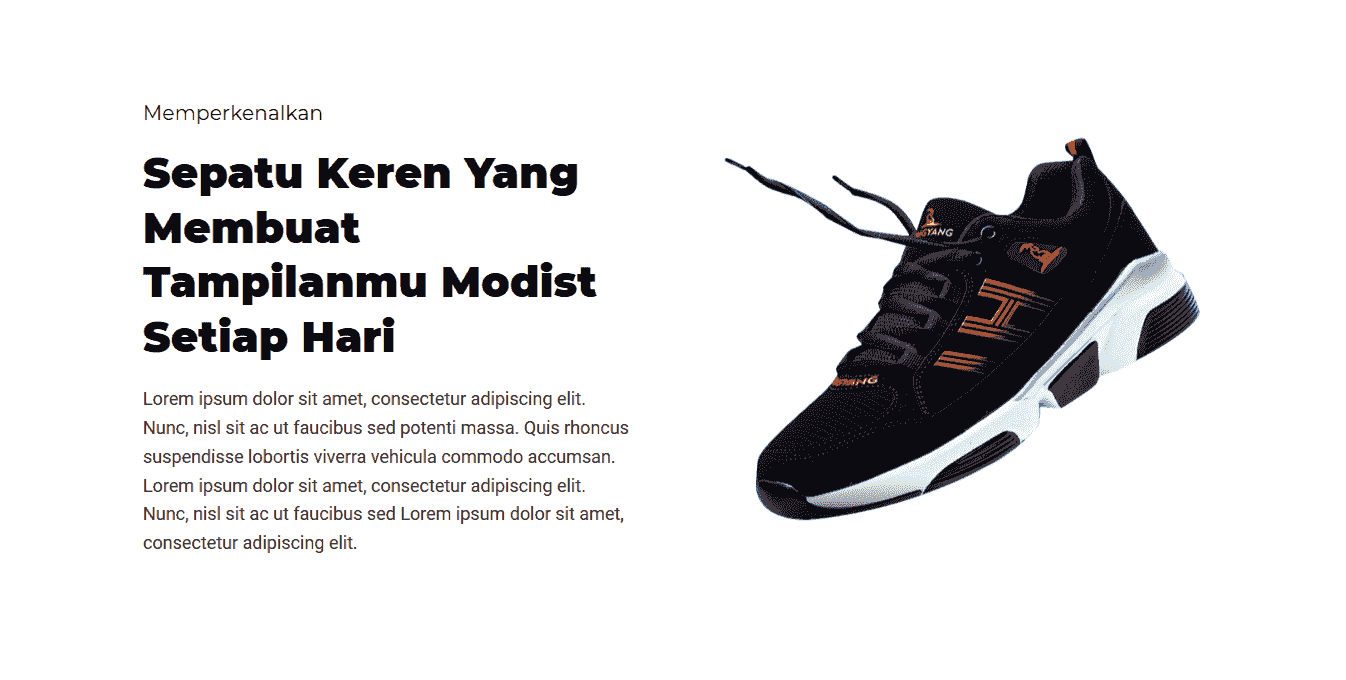 Memperkenalkan
Sepatu Keren Yang
Membuat
Tampilanmu Modist
Setiap Hari
Lorem ipsum dolor sit amet, consectetur adipiscing elit.
Nunc, nisl sit ac ut faucibus sed potenti massa. Quis rhoncus
suspendisse lobortis viverra vehicula commodo accumsan.
Lorem ipsum dolor sit amet, consectetur adipiscing elit.
Nunc, nisl sit ac ut faucibus sed Lorem ipsum dolor sit amet,
consectetur adipiscing elit.